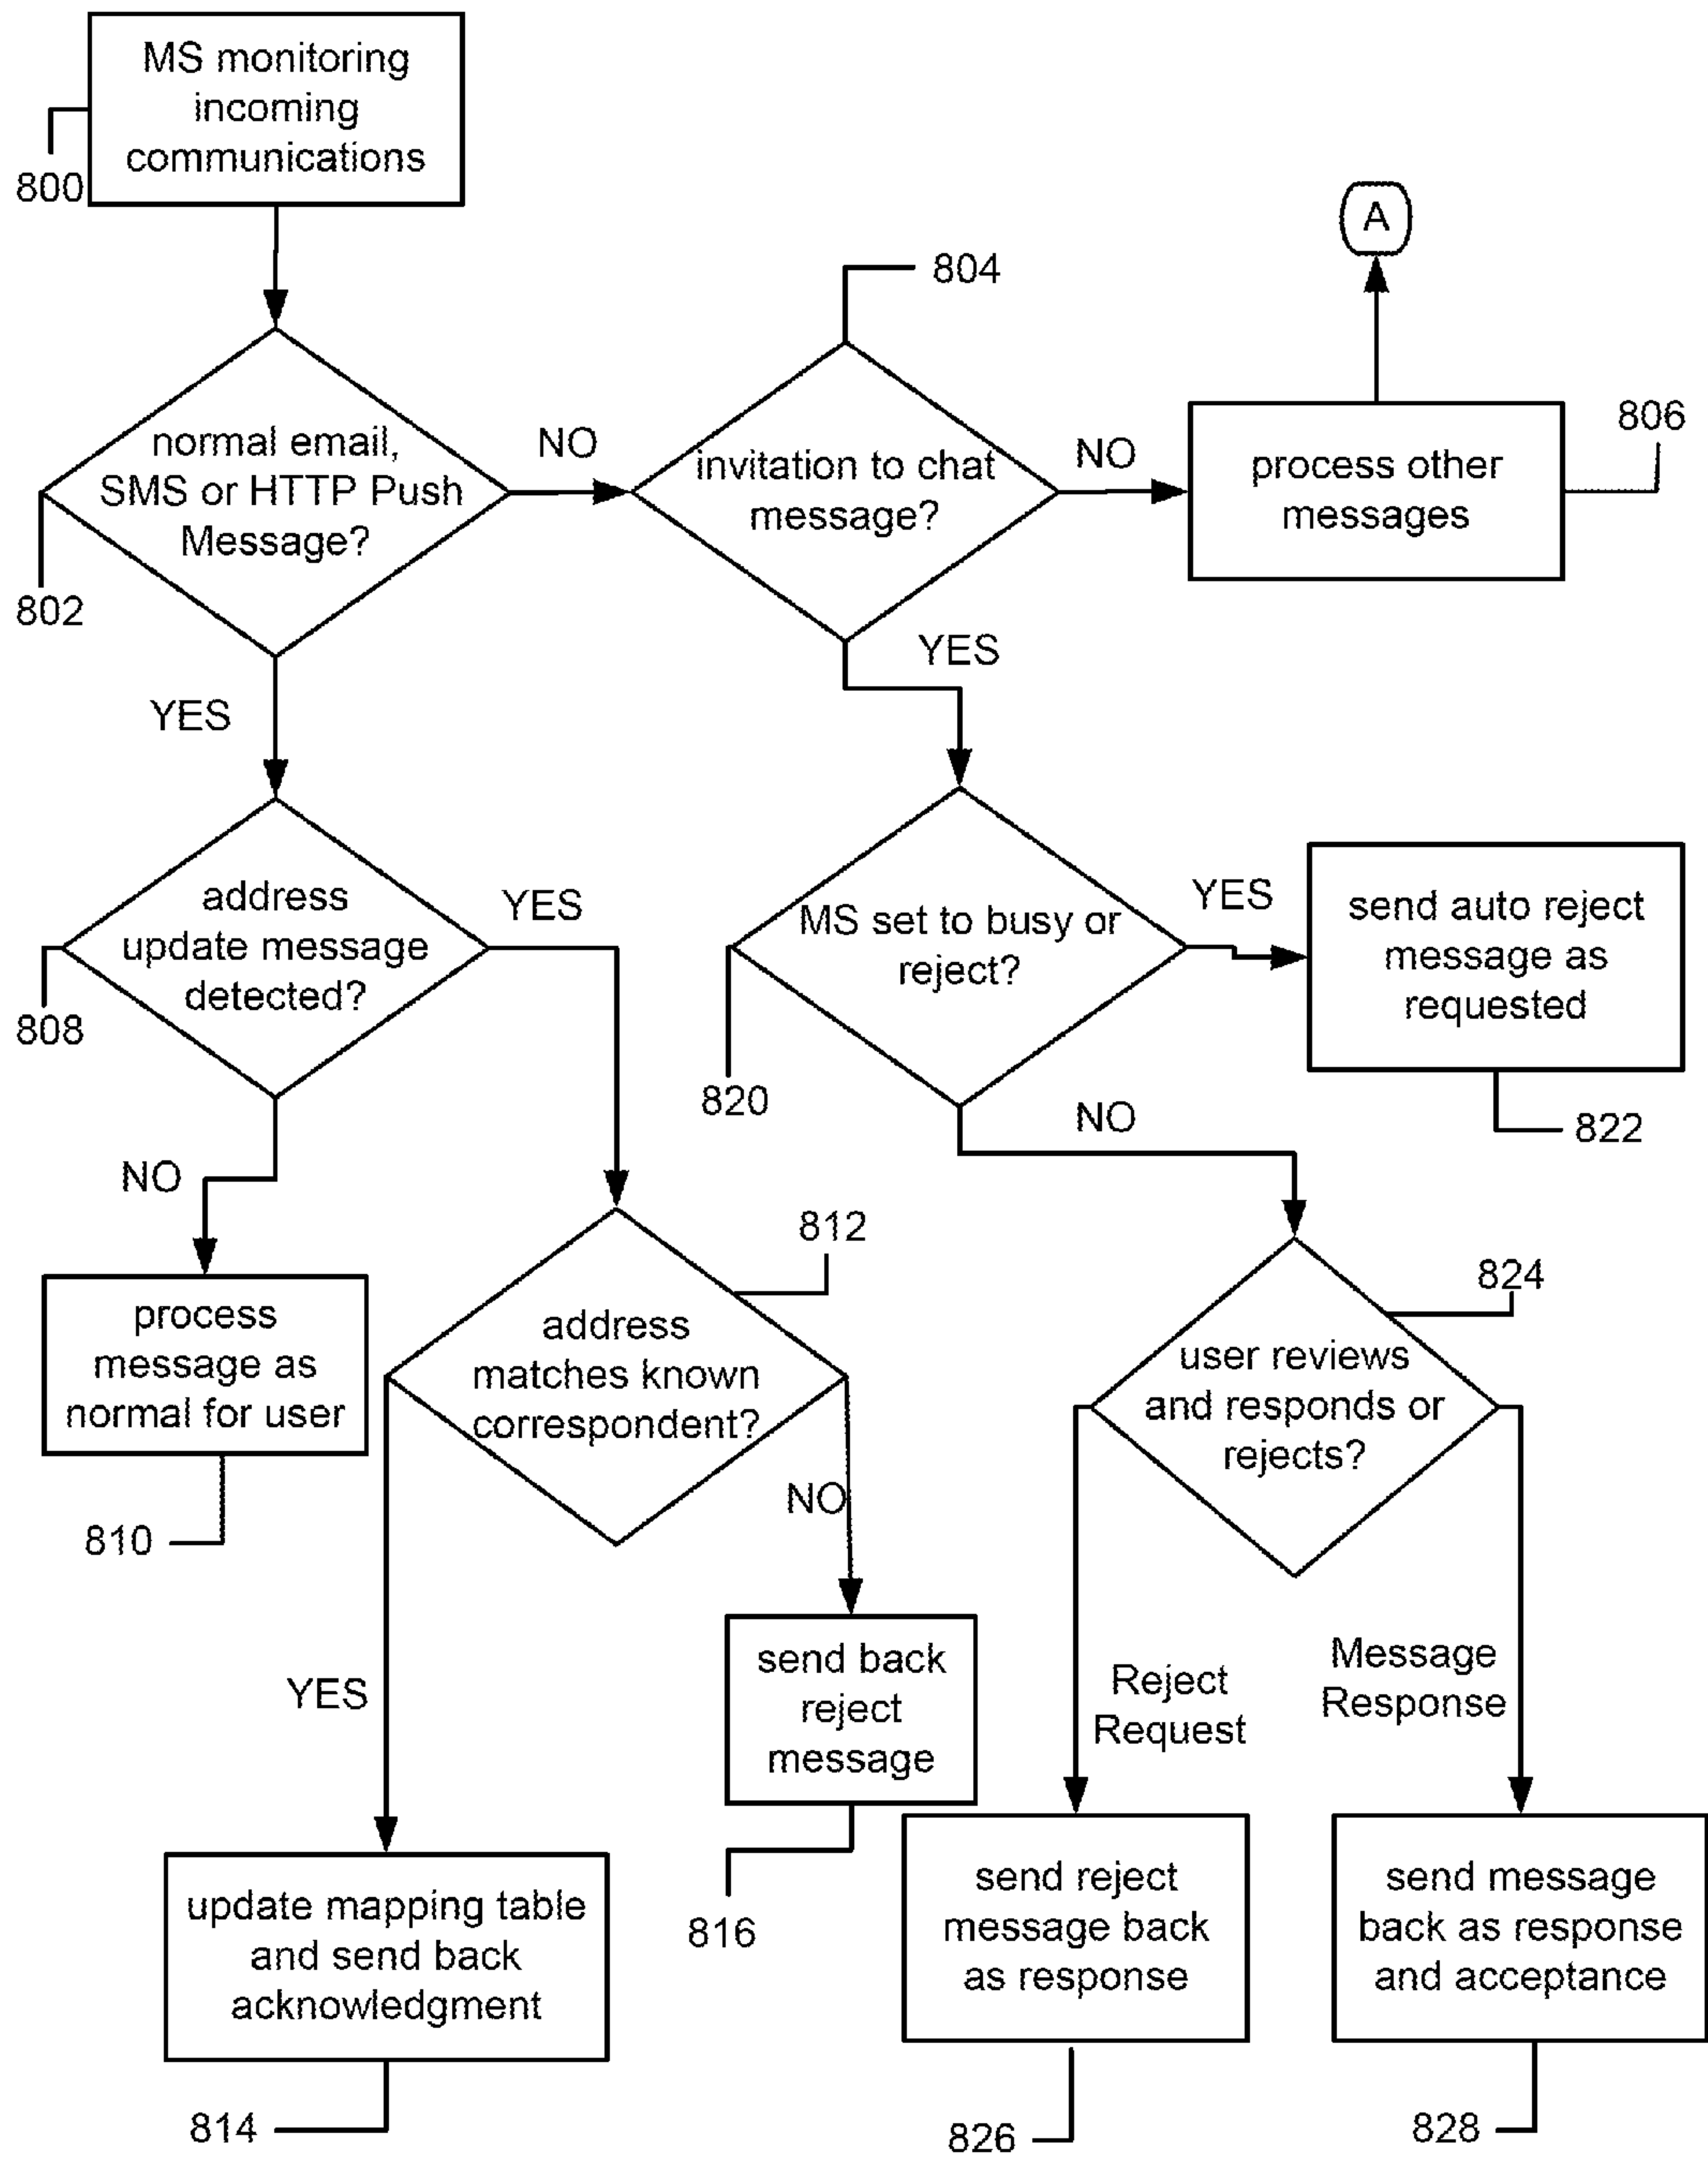 MS monitoring
incoming
communications
800
A
804
806
normal email,
SMS or HTTP Push
Message?
802
NO
invitation to chat
message?
NO
process other
messages
YES
YES
address
update message
detected?
808
YES
MS set to busy or
reject?
820
YES
send auto reject
message as
requested
822
NO
NO
process
message as
normal for user
810
812
address
matches known
correspondent?
NO
824
user reviews
and responds or
rejects?
YES
send back
reject
message
816
Reject
Request
Message
Response
update mapping table
and send back
acknowledgment
814
send reject
message back
as response
826
send message
back as response
and acceptance
828